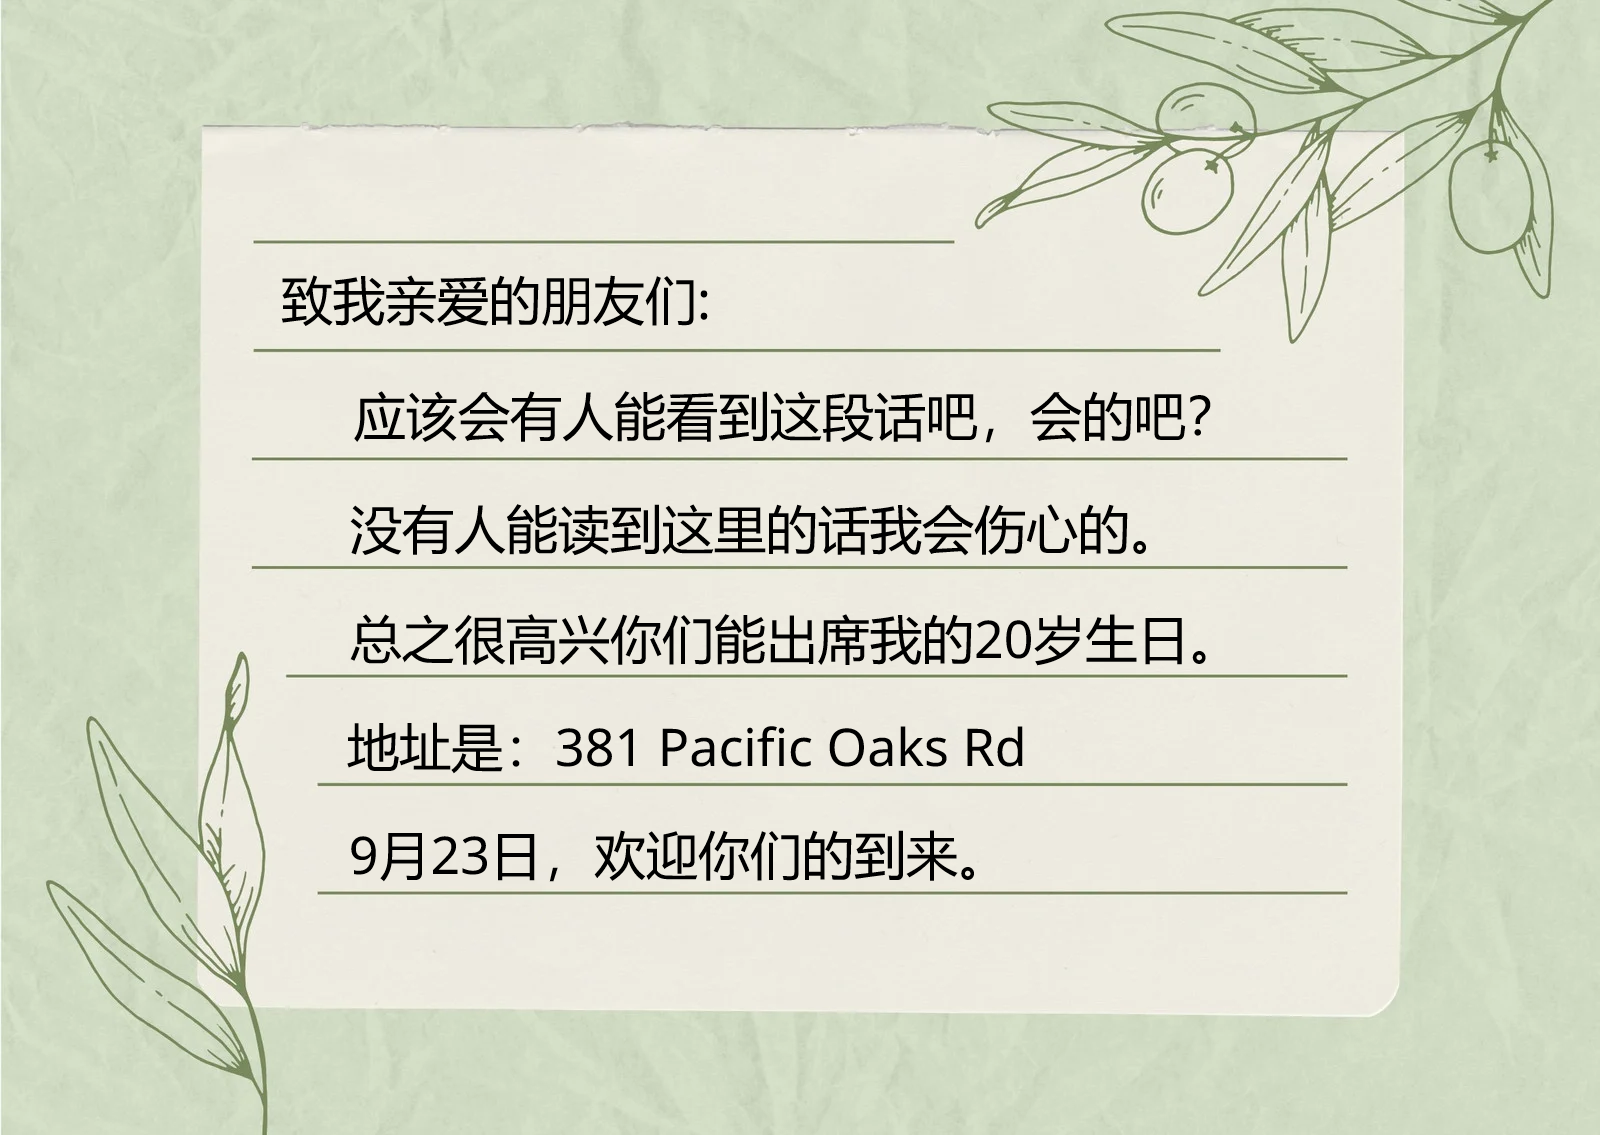 致我亲爱的朋友们:
应该会有人能看到这段话吧，会的吧?
没有人能读到这里的话我会伤心的。
总之很高兴你们能出席我的20岁生日。
地址是：381 Pacific Oaks Rd
9月23日，欢迎你们的到来。